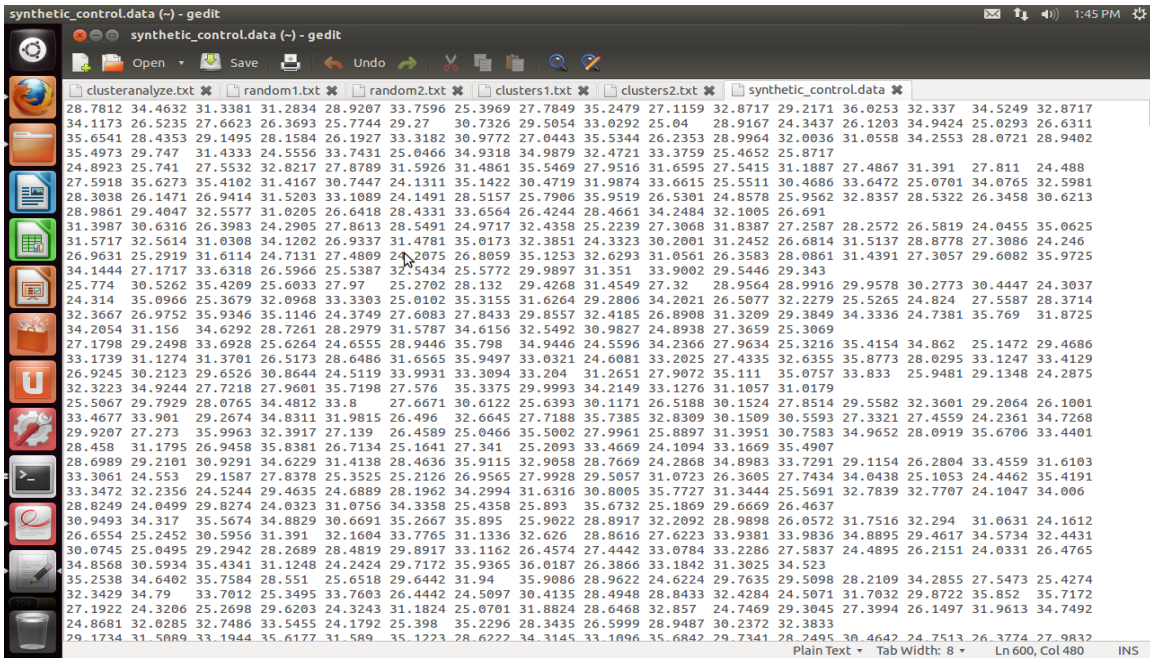 synthetic_control.data (~) - gedit 1:45 PM
synthetic_control.data (~) - gedit
Open Save Undo
clusteranalyze.txt random1.txt random2.txt clusters1.txt clusters2.txt synthetic_control.data
28.7812 34.4632 31.3381 31.2834 28.9207 33.7596 25.3969 27.7849 35.2479 27.1159 32.8717 29.2171 36.0253 32.337 34.5249 32.8717
34.1173 26.5235 27.6623 26.3693 25.7744 29.27 30.7326 29.5054 33.0292 25.04 28.9167 24.3437 26.1203 34.9424 25.0293 26.6311
35.6541 28.4353 29.1495 28.1584 26.1927 33.3182 30.9772 27.0443 35.5344 26.2353 28.9964 32.0036 31.0558 34.2553 28.0721 28.9402
35.4973 29.747 31.4333 24.5556 33.7431 25.0466 34.9318 34.9879 32.4721 33.3759 25.4652 25.8717
24.8923 25.741 27.5532 32.8217 27.8789 31.5926 31.4861 35.5469 27.9516 31.6595 27.5415 31.1887 27.4867 31.391 27.811 24.488
27.5918 35.6273 35.4102 31.4167 30.7447 24.1311 35.1422 30.4719 31.9874 33.6615 25.5511 30.4686 33.6472 25.0701 34.0765 32.5981
28.3038 26.1471 26.9414 31.5203 33.1089 24.1491 28.5157 25.7906 35.9519 26.5301 24.8578 25.9562 32.8357 28.5322 26.3458 30.6213
28.9861 29.4047 32.5577 31.0205 26.6418 28.4331 33.6564 26.4244 28.4661 34.2484 32.1005 26.691
31.3987 30.6316 26.3983 24.2905 27.8613 28.5491 24.9717 32.4358 25.2239 27.3068 31.8387 27.2587 28.2572 26.5819 24.0455 35.0625
31.5717 32.5614 31.0308 34.1202 26.9337 31.4781 35.0173 32.3851 24.3323 30.2001 31.2452 26.6814 31.5137 28.8778 27.3086 24.246
26.9631 25.2919 31.6114 24.7131 27.4809 24.2075 26.8059 35.1253 32.6293 31.0561 26.3583 28.0861 31.4391 27.3057 29.6082 35.9725
34.1444 27.1717 33.6318 26.5966 25.5387 32.5434 25.5772 29.9897 31.351 33.9002 29.5446 29.343
25.774 30.5262 35.4209 25.6033 27.97 25.2702 28.132 29.4268 31.4549 27.32 28.9564 28.9916 29.9578 30.2773 30.4447 24.3037
24.314 35.0966 25.3679 32.0968 33.3303 25.0102 35.3155 31.6264 29.2806 34.2021 26.5077 32.2279 25.5265 24.824 27.5587 28.3714
32.3667 26.9752 35.9346 35.1146 24.3749 27.6083 27.8433 29.8557 32.4185 26.8908 31.3209 29.3849 34.3336 24.7381 35.769 31.8725
34.2054 31.156 34.6292 28.7261 28.2979 31.5787 34.6156 32.5492 30.9827 24.8938 27.3659 25.3069
27.1798 29.2498 33.6928 25.6264 24.6555 28.9446 35.798 34.9446 24.5596 34.2366 27.9634 25.3216 35.4154 34.862 25.1472 29.4686
33.1739 31.1274 31.3701 26.5173 28.6486 31.6565 35.9497 33.0321 24.6081 33.2025 27.4335 32.6355 35.8773 28.0295 33.1247 33.4129
26.9245 30.2123 29.6526 30.8644 24.5119 33.9931 33.3094 33.204 31.2651 27.9072 35.111 35.0757 33.833 25.9481 29.1348 24.2875
32.3223 34.9244 27.7218 27.9601 35.7198 27.576 35.3375 29.9993 34.2149 33.1276 31.1057 31.0179
25.5067 29.7929 28.0765 34.4812 33.8 27.6671 30.6122 25.6393 30.1171 26.5188 30.1524 27.8514 29.5582 32.3601 29.2064 26.1001
33.4677 33.901 29.2674 34.8311 31.9815 26.496 32.6645 27.7188 35.7385 32.8309 31.1509 30.5593 27.3321 27.4559 24.2361 34.7268
29.9207 27.273 35.9963 32.3917 27.139 26.4589 25.0466 35.5002 27.9961 25.8897 31.3951 30.7583 34.9652 28.0919 35.6706 33.4401
28.458 31.1795 26.9458 35.8381 26.7134 25.1641 27.341 25.2093 33.4669 24.1094 33.1669 35.4907
28.6989 29.2101 30.9291 34.6229 31.4138 28.4636 35.9115 32.9058 28.7669 24.2868 34.8983 33.7291 29.1154 26.2804 33.4559 31.6103
33.3061 24.553 29.1587 27.8378 25.3525 25.2126 26.9565 27.9928 29.5057 31.0723 26.3605 27.7434 34.0438 25.1053 24.4462 35.4191
33.3472 32.2356 24.5244 29.4635 24.6889 28.1962 34.2994 31.6316 30.8005 35.7727 31.3444 25.5691 32.7839 32.7707 24.1047 34.006
28.8249 24.0499 29.8274 24.0323 31.0756 34.3358 22.4358 25.893 35.6732 25.1869 29.6669 26.4637
30.9493 34.317 35.5674 34.8829 30.6691 35.2667 35.895 25.9022 28.8917 32.2092 28.8898 26.0572 31.7516 32.294 31.0631 24.1612
26.6554 25.2452 30.5956 31.391 32.1604 33.7765 31.1336 32.626 28.8616 27.6223 33.9381 33.9836 34.8895 29.4617 34.5734 32.4431
30.0745 25.0495 29.2942 28.2689 28.4819 29.8917 33.1162 26.4574 27.4442 33.0784 33.2286 27.5837 24.4895 26.2151 24.0331 26.4765
34.8568 30.5934 35.4341 31.1248 24.2424 29.7172 35.9365 36.0187 26.3866 33.1842 31.3025 34.523
35.2538 34.6402 35.7584 28.551 25.6518 29.6442 31.94 35.9086 28.9622 24.6224 29.7635 29.5098 28.2109 34.2855 27.5473 25.4274
32.3429 34.79 33.7012 25.3495 33.7603 26.4442 24.5097 30.4135 28.4948 28.8433 32.4284 24.5071 31.7032 29.8722 35.852 35.7172
27.1922 24.3206 25.2698 29.6203 24.3243 31.1824 25.0701 31.8824 28.6468 32.857 24.7469 29.3045 27.3994 26.1497 31.9613 34.7492
24.8681 32.0285 32.7486 33.5455 24.1792 25.398 35.2296 28.3435 26.5999 28.9487 30.2372 32.3833
29.1734 31.5089 33.1944 35.6177 31.589 35.1223 28.6222 34.3145 33.1096 35.6842 29.7341 28.2495 30.4642 24.7513 26.3774 27.9832
Plain Text Tab Width: 8 Ln 600, Col 480 INS